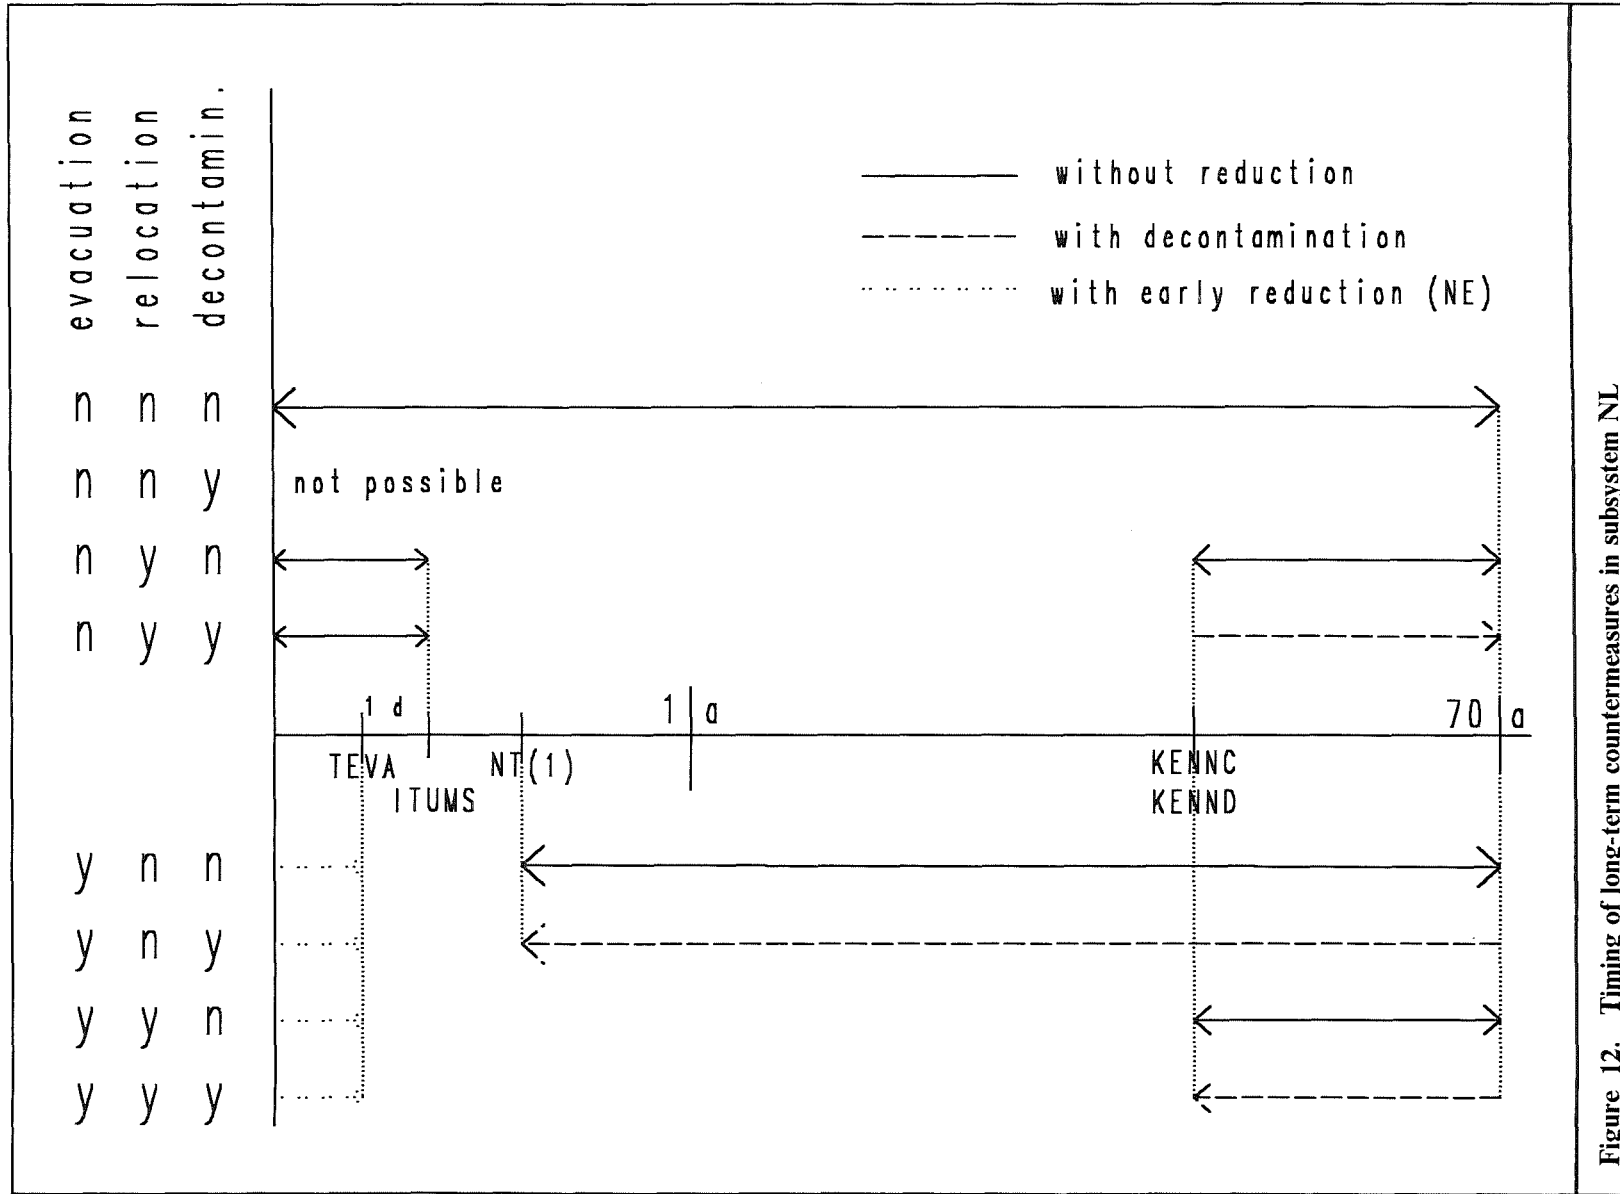 evacuation
relocation
decontamin.
without reduction
with decontamination
with early reduction (NE)
n n n
n n y not possible
n y n
n y y
1 d
1 a
70 a
TEVA
NT(1)
KENNC
ITUMS
KENND
y n n
y n y
y y n
y y y
Figure 12. Timing of long-term countermeasures in subsystem NL